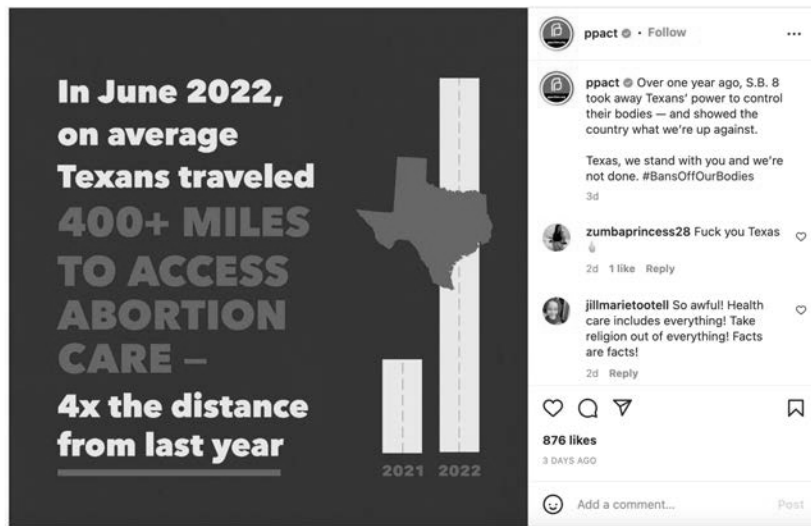 In June 2022,
on average
Texans traveled
400+ MILES
TO ACCESS
ABORTION
CARE —
4x the distance
from last year
2021 2022
ppact • Follow
ppact Over one year ago, S.B. 8
took away Texans' power to control
their bodies — and showed the
country what we're up against.
Texas, we stand with you and we're
not done. #BansOffOurBodies
3d
zumbaprincess28 Fuck you Texas
2d 1 like Reply
jillmarietootell So awful! Health
care includes everything! Take
religion out of everything! Facts
are facts!
2d Reply
876 likes
3 DAYS AGO
Add a comment... Post